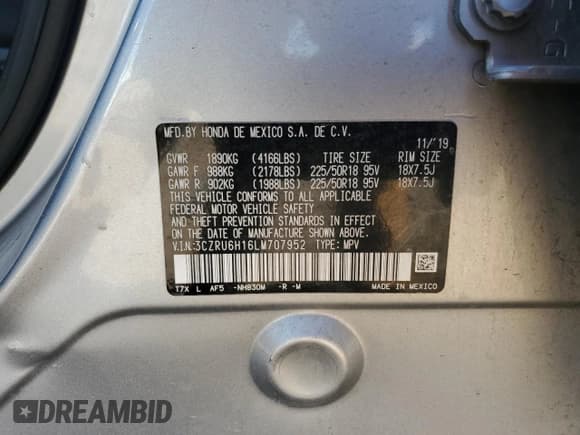 MFD.BY HONDA DE MEXICO S.A. DE C.V.
11/'19
GVWR 1890KG (4166LBS) TIRE SIZE RIM SIZE
GAWR F 988KG (2178LBS) 225/50R18 95V 18X7.5J
GAWR R 902KG (1988LBS) 225/50R18 95V 18X7.5J
THIS VEHICLE CONFORMS TO ALL APPLICABLE
FEDERAL MOTOR VEHICLE SAFETY
AND THEFT PREVENTION STANDARDS IN EFFECT ON THE
DATE OF MANUFACTURE SHOWN ABOVE.
V.I.N:3CZRU6H16LM707952 TYPE: MPV
T7X L AF5 -NH830M -R -M MADE IN MEXICO
DREAMBID